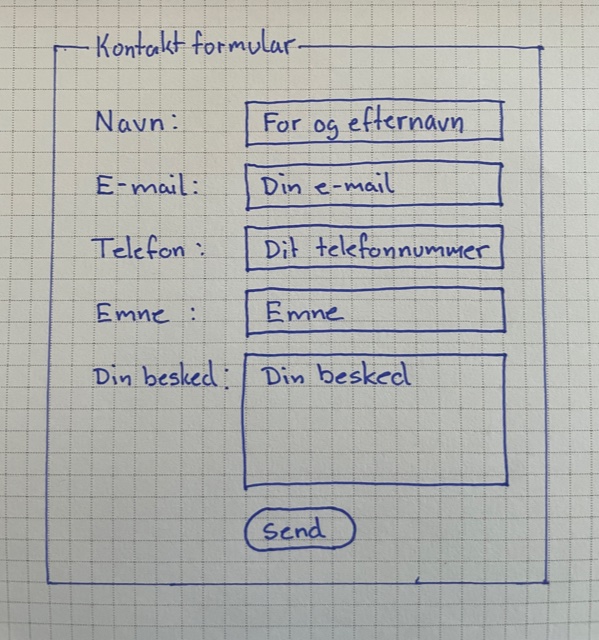 Kontakt formular
Navn: For og efternavn
E-mail: Din e-mail
Telefon : Dit telefonnummer
Emne : Emne
Din besked: Din besked
Send